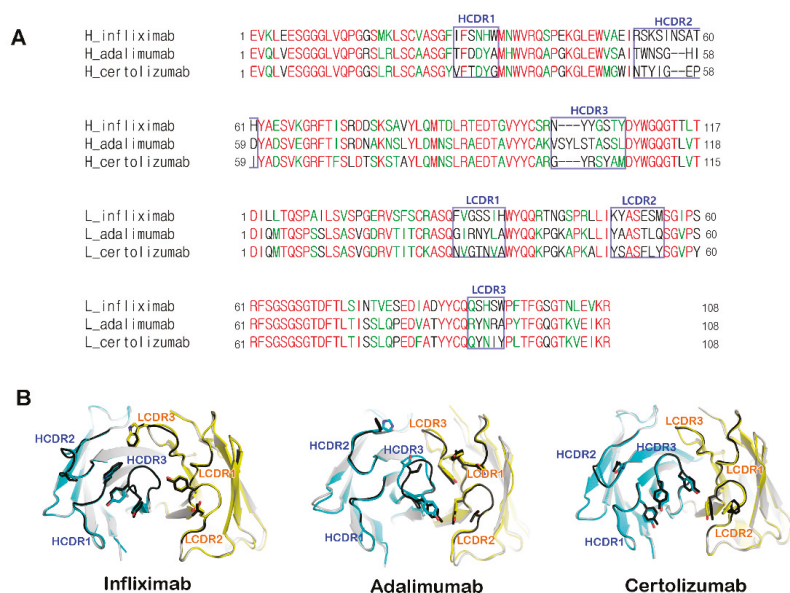 A
HCDR1 HCDR2
H_infliximab 1 EVKLEESGGGLVQPGGSMKLSCVASGFIFSNHWMNWVRQSPEKGLEWVAEIRSKSINSAT 60
H_adalimumab 1 EVQLVESGGGLVQPGRSLRLSCAASGFTFDDYAMHWVRQAPGKGLEWVSAITWNSG--HI 58
H_certolizumab 1 EVQLVESGGGLVQPGGSLRLSCAASGYVFTDYGMNWVRQAPGKGLEWMGWINTYIG--EP 58
HCDR3
H_infliximab 61 HYAESVKGRFTISRDDSKSAVYLQMTDLRTEDTGVYYCSRN---YYGSTYDYWGQGTTLT 117
H_adalimumab 59 DYADSVEGRFTISRDNAKNSLYLDMNSLRAEDTAVYYCAKVSYLSTASSLDYWGQGTLVT 118
H_certolizumab 59 IYADSVKGRFTFSLDTSKSTAYLQMNSLRAEDTAVYYCARG---YRSYAMDYWGQGTLVT 115
LCDR1 LCDR2
L_infliximab 1 DILLTQSPAILSVSPGERVSFSCRASQFVGSSIHWYQQRTNGSPRLLIKYASESMSGIPS 60
L_adalimumab 1 DIQMTQSPSSLSASVGDRVTITCRASQGIRNYLAWYQQKPGKAPKLLIYAASTLQSGVPS 60
L_certolizumab 1 DIQMTQSPSSLSASVGDRVTITCKASQNVGTNVAWYQQKPGKAPKALIYSASFLYSGVPY 60
LCDR3
L_infliximab 61 RFSGSGSGTDFTLSINTVESEDIADYYCQQSHSWPFTFGSGTNLEVKR 108
L_adalimumab 61 RFSGSGSGTDFTLTISSLQPEDVATYYCQRYNRAPYTFGQGTKVEIKR 108
L_certolizumab 61 RFSGSGSGTDFTLTISSLQPEDFATYYCQQYNIYPLTFGQGTKVEIKR 108
B
LCDR3 LCDR3 LCDR3
HCDR2 HCDR3 HCDR2 HCDR3 HCDR2 HCDR3
LCDR1 LCDR1 LCDR1
HCDR1 LCDR2 HCDR1 LCDR2 HCDR1 LCDR2
Infliximab Adalimumab Certolizumab